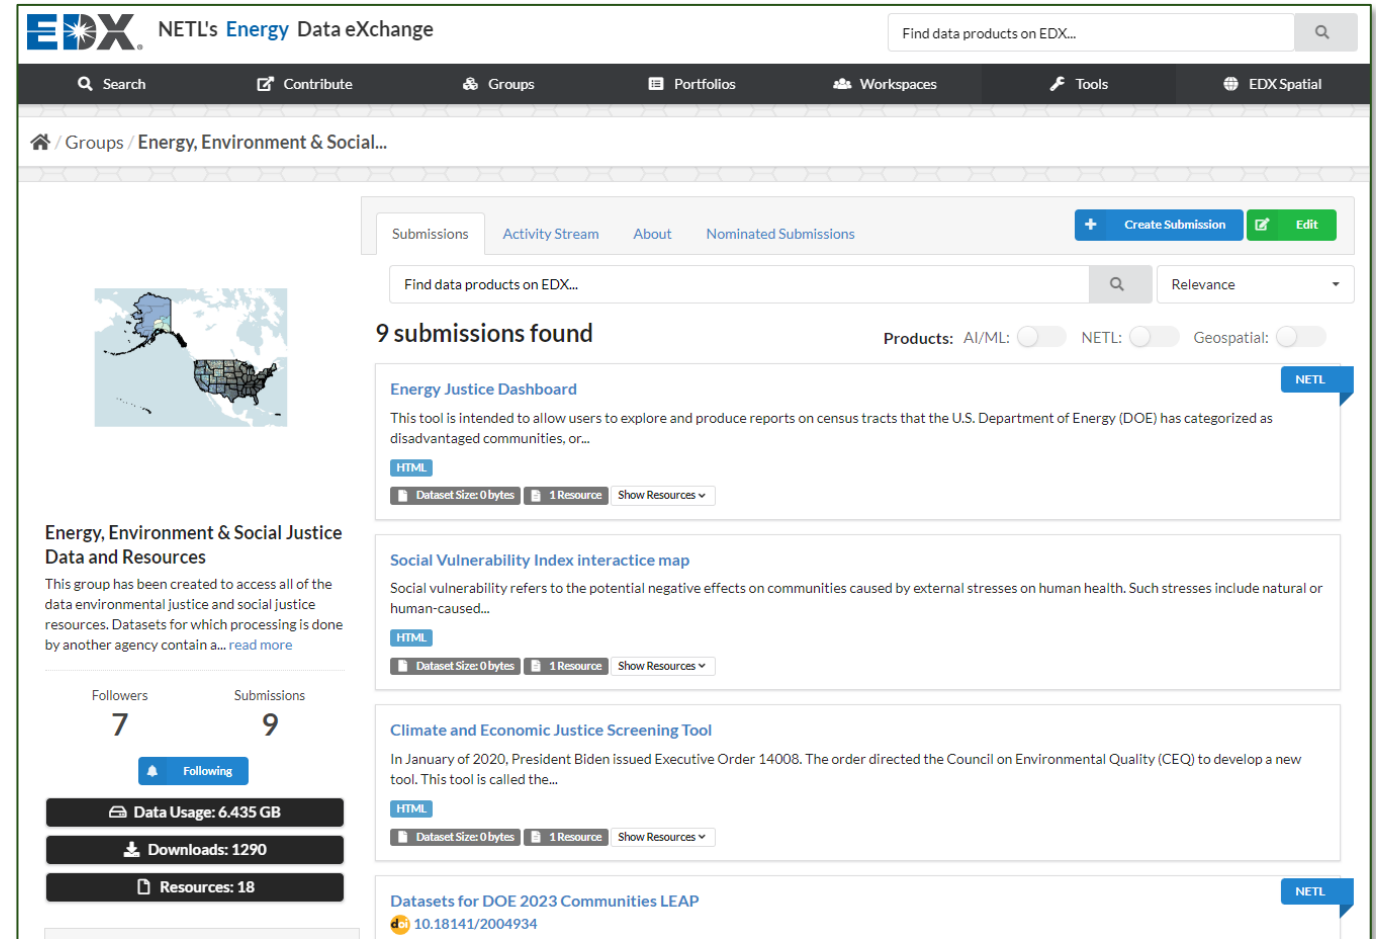 EDX. NETL's Energy Data eXchange
Find data products on EDX...
Search Contribute Groups Portfolios Workspaces Tools EDX Spatial
/ Groups / Energy, Environment & Social...
Submissions Activity Stream About Nominated Submissions
Create Submission Edit
Find data products on EDX... Relevance
9 submissions found
Products: AI/ML: NETL: Geospatial:
Energy, Environment & Social Justice
Data and Resources
This group has been created to access all of the
data environmental justice and social justice
resources. Datasets for which processing is done
by another agency contain a... read more
Followers Submissions
7 9
Following
Data Usage: 6.435 GB
Downloads: 1290
Resources: 18
NETL
Energy Justice Dashboard
This tool is intended to allow users to explore and produce reports on census tracts that the U.S. Department of Energy (DOE) has categorized as
disadvantaged communities, or...
HTML
Dataset Size: 0 bytes 1 Resource Show Resources
Social Vulnerability Index interactice map
Social vulnerability refers to the potential negative effects on communities caused by external stresses on human health. Such stresses include natural or
human-caused...
HTML
Dataset Size: 0 bytes 1 Resource Show Resources
Climate and Economic Justice Screening Tool
In January of 2020, President Biden issued Executive Order 14008. The order directed the Council on Environmental Quality (CEQ) to develop a new
tool. This tool is called the...
HTML
Dataset Size: 0 bytes 1 Resource Show Resources
NETL
Datasets for DOE 2023 Communities LEAP
doi 10.18141/2004934